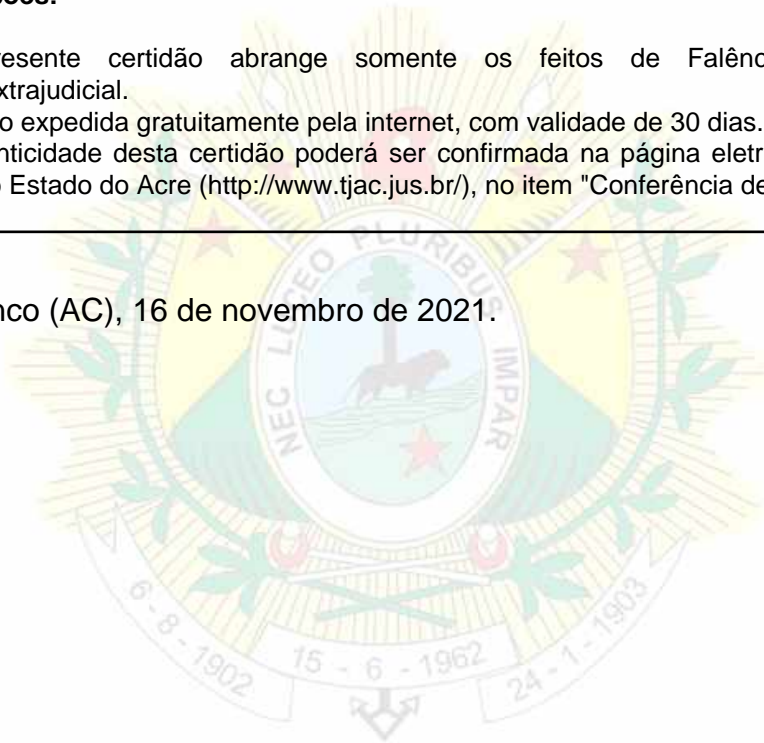 resente certidão abrange somente os feitos de Falênc
xtrajudicial.
o expedida gratuitamente pela internet, com validade de 30 dias.
nticidade desta certidão poderá ser confirmada na página eletr
o Estado do Acre (http://www.tjac.jus.br/), no item "Conferência de
nco (AC), 16 de novembro de 2021.
NEC LUCEO PLURIBUS IMPAR
6 - 8 - 1902
15 - 6 - 1962
24 - 1 - 1903